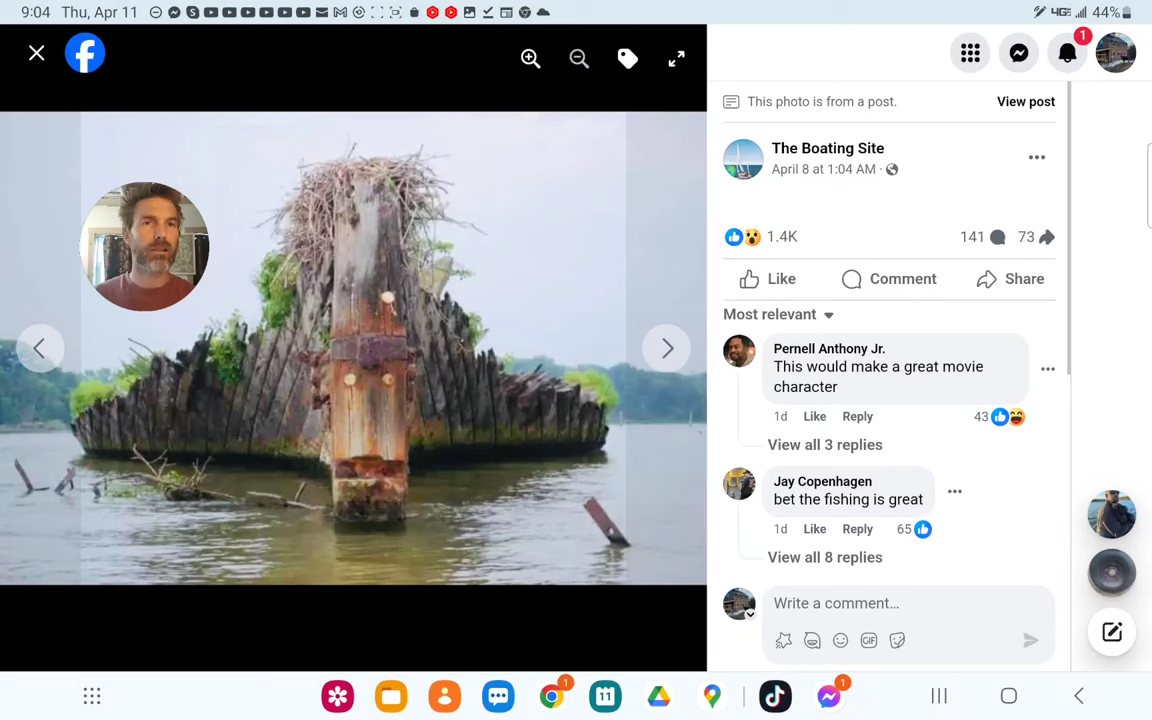 9:04 Thu, Apr 11
44%
This photo is from a post.
View post
The Boating Site
April 8 at 1:04 AM ·
1.4K
141
73
Like
Comment
Share
Most relevant
Pernell Anthony Jr.
This would make a great movie
character
1d Like Reply
43
View all 3 replies
Jay Copenhagen
bet the fishing is great
1d Like Reply
65
View all 8 replies
Write a comment…
GIF
1
1
11
1